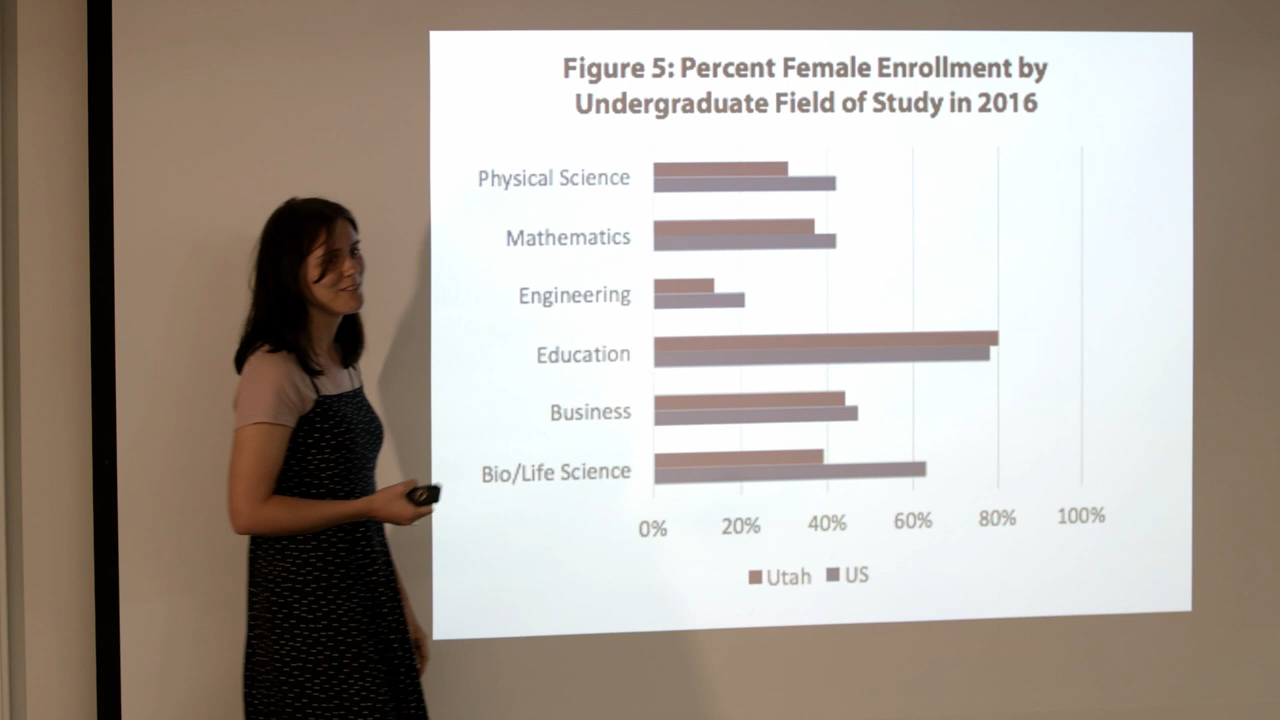 Figure 5: Percent Female Enrollment by
Undergraduate Field of Study in 2016
Physical Science
Mathematics
Engineering
Education
Business
Bio/Life Science
0% 20% 40% 60% 80% 100%
Utah US